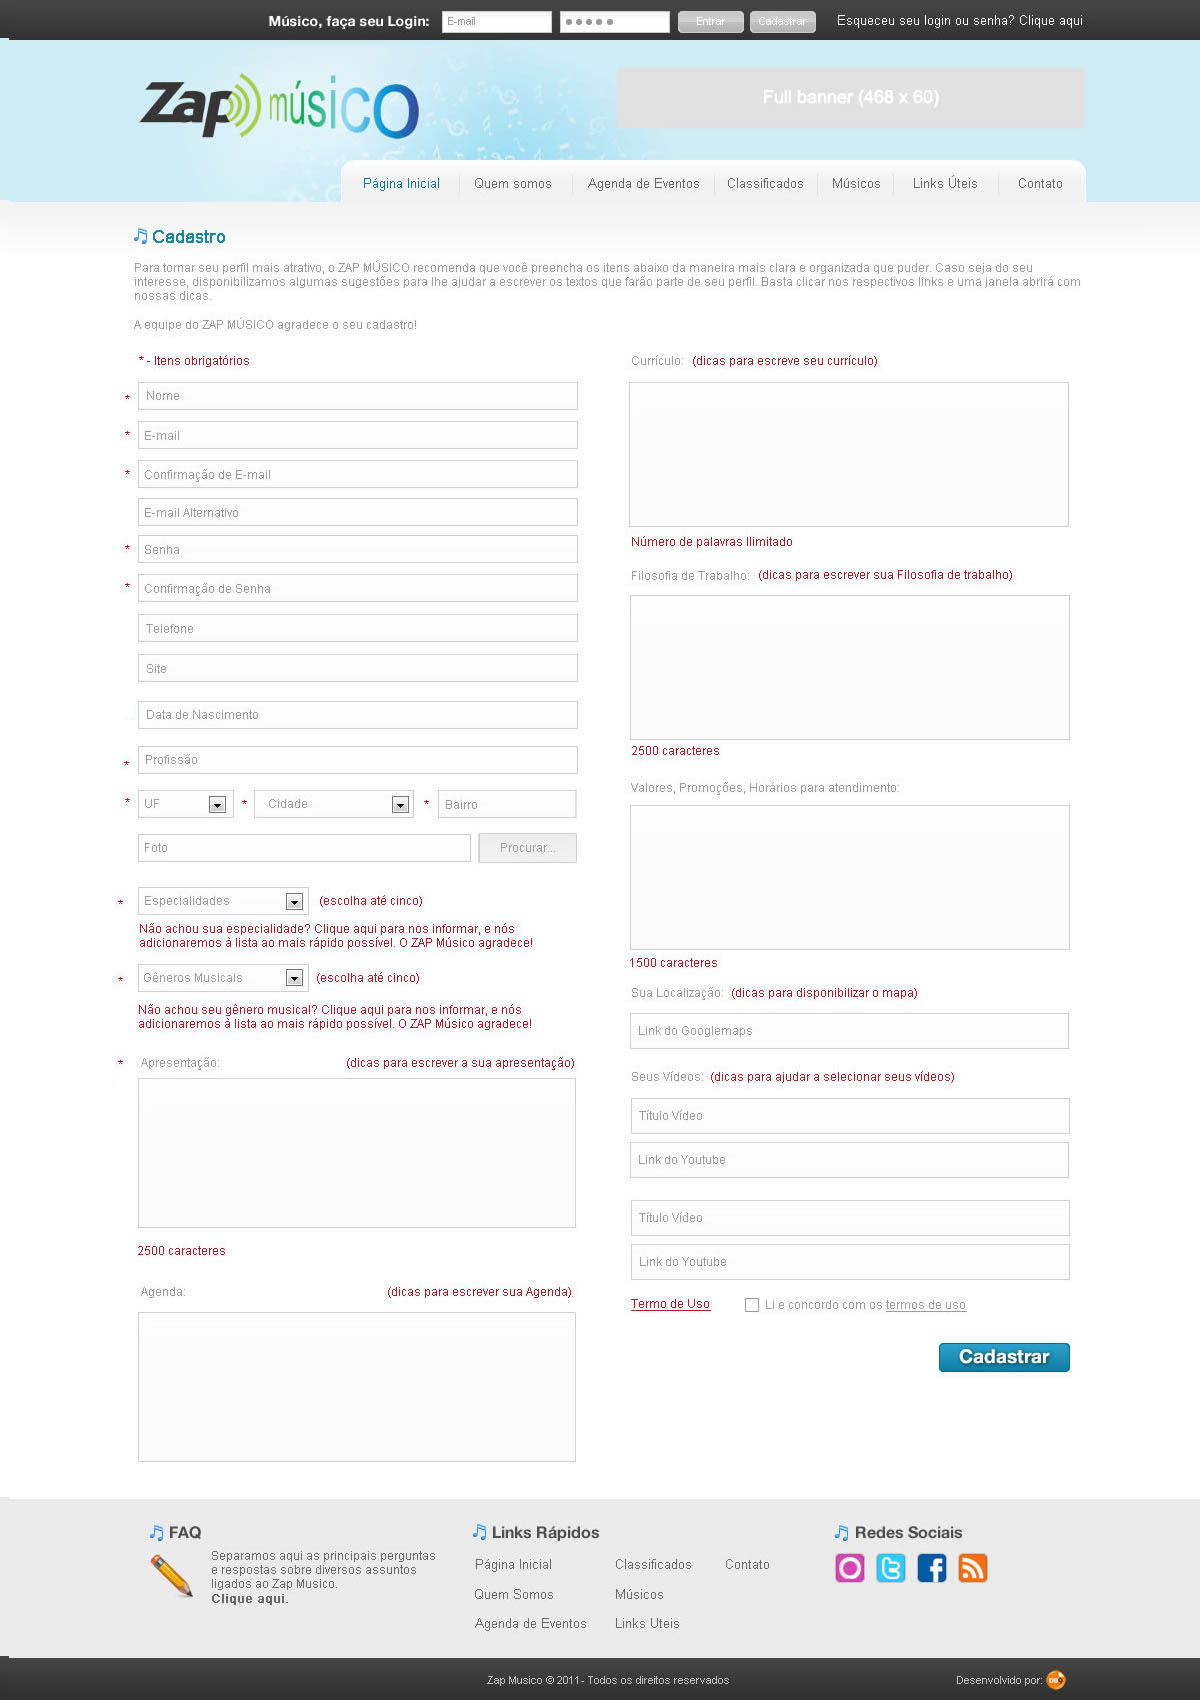 Músico, faça seu Login: E-mail Entrar Cadastrar Esqueceu seu login ou senha? Clique aqui
Zap músico
Full banner (468 x 60)
Página Inicial Quem somos Agenda de Eventos Classificados Músicos Links Úteis Contato
Cadastro
Para tornar seu perfil mais atrativo, o ZAP MÚSICO recomenda que você preencha os itens abaixo da maneira mais clara e organizada que puder. Caso seja do seu
interesse, disponibilizamos algumas sugestões para lhe ajudar a escrever os textos que farão parte de seu perfil. Basta clicar nos respectivos links e uma janela abrirá com
nossas dicas.
A equipe do ZAP MÚSICO agradece o seu cadastro!
* - Itens obrigatórios
* Nome
* E-mail
* Confirmação de E-mail
E-mail Alternativo
* Senha
* Confirmação de Senha
Telefone
Site
Data de Nascimento
* Profissão
* UF * Cidade * Bairro
Foto Procurar...
* Especialidades (escolha até cinco)
Não achou sua especialidade? Clique aqui para nos informar, e nós
adicionaremos à lista ao mais rápido possível. O ZAP Músico agradece!
* Gêneros Musicais (escolha até cinco)
Não achou seu gênero musical? Clique aqui para nos informar, e nós
adicionaremos à lista ao mais rápido possível. O ZAP Músico agradece!
* Apresentação: (dicas para escrever a sua apresentação)
2500 caracteres
Agenda: (dicas para escrever sua Agenda)
Currículo: (dicas para escreve seu currículo)
Número de palavras Ilimitado
Filosofia de Trabalho: (dicas para escrever sua Filosofia de trabalho)
2500 caracteres
Valores, Promoções, Horários para atendimento:
1500 caracteres
Sua Localização: (dicas para disponibilizar o mapa)
Link do Googlemaps
Seus Vídeos: (dicas para ajudar a selecionar seus vídeos)
Título Vídeo
Link do Youtube
Título Vídeo
Link do Youtube
Termo de Uso Li e concordo com os termos de uso
Cadastrar
FAQ
Separamos aqui as principais perguntas
e respostas sobre diversos assuntos
ligados ao Zap Musico.
Clique aqui.
Links Rápidos
Página Inicial Classificados Contato
Quem Somos Músicos
Agenda de Eventos Links Uteis
Redes Sociais
Zap Musico © 2011- Todos os direitos reservados
Desenvolvido por: